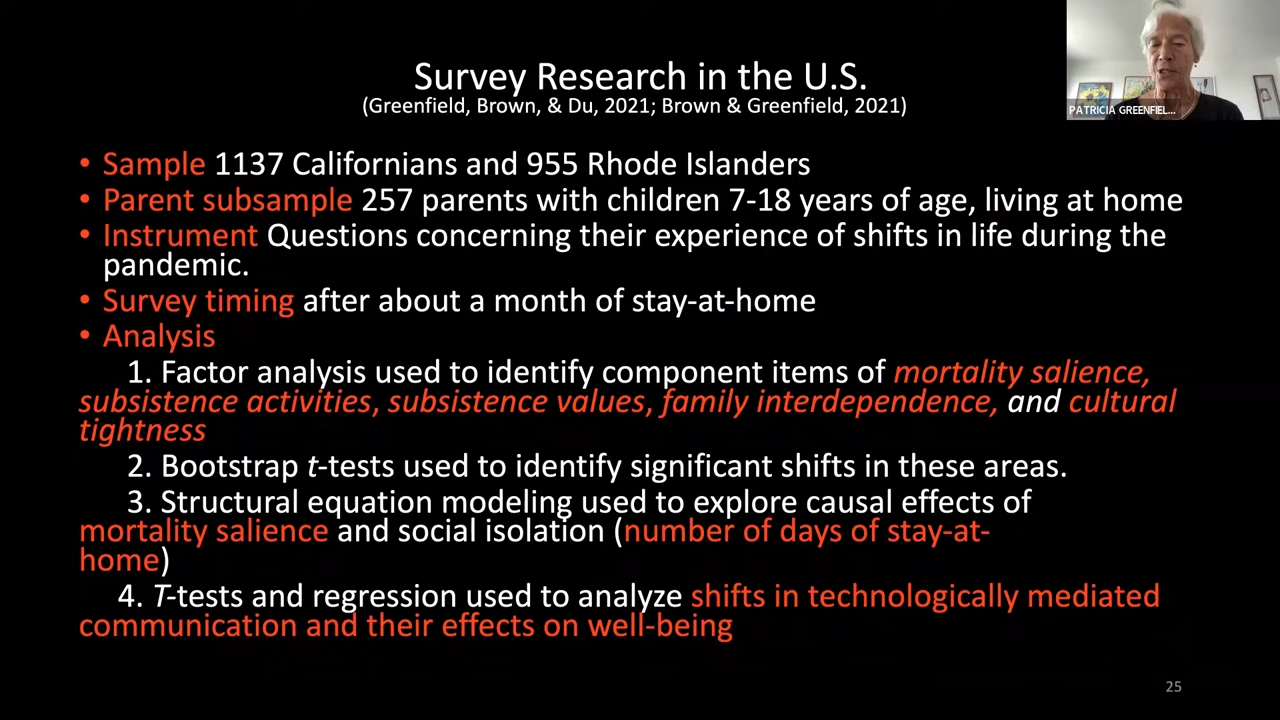 Survey Research in the U.S.
(Greenfield, Brown, & Du, 2021; Brown & Greenfield, 2021)
PATRICIA GREENFIEL...
• Sample 1137 Californians and 955 Rhode Islanders
• Parent subsample 257 parents with children 7-18 years of age, living at home
• Instrument Questions concerning their experience of shifts in life during the
pandemic.
• Survey timing after about a month of stay-at-home
• Analysis
1. Factor analysis used to identify component items of mortality salience,
subsistence activities, subsistence values, family interdependence, and cultural
tightness
2. Bootstrap t-tests used to identify significant shifts in these areas.
3. Structural equation modeling used to explore causal effects of
mortality salience and social isolation (number of days of stay-at-
home)
4. T-tests and regression used to analyze shifts in technologically mediated
communication and their effects on well-being
25